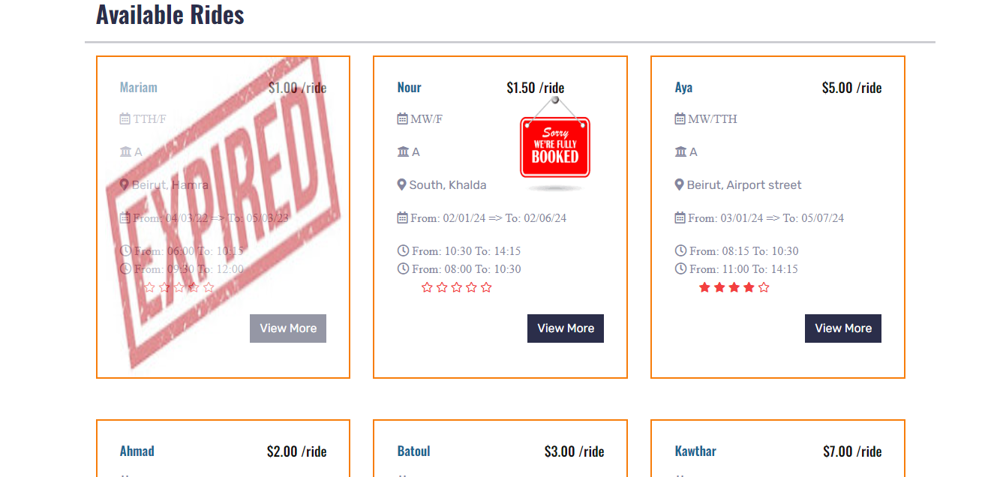 Available Rides
Mariam $1.00 /ride
TTH/F
A
Beirut, Hamra
From: 04/03/22 => To: 05/03/23
From: 06:00 To: 10:15
From: 09:30 To: 12:00
View More
EXPIRED
Nour $1.50 /ride
MW/F
A
South, Khalda
From: 02/01/24 => To: 02/06/24
From: 10:30 To: 14:15
From: 08:00 To: 10:30
View More
Sorry
WE'RE FULLY
BOOKED
Aya $5.00 /ride
MW/TTH
A
Beirut, Airport street
From: 03/01/24 => To: 05/07/24
From: 08:15 To: 10:30
From: 11:00 To: 14:15
View More
Ahmad $2.00 /ride
Batoul $3.00 /ride
Kawthar $7.00 /ride